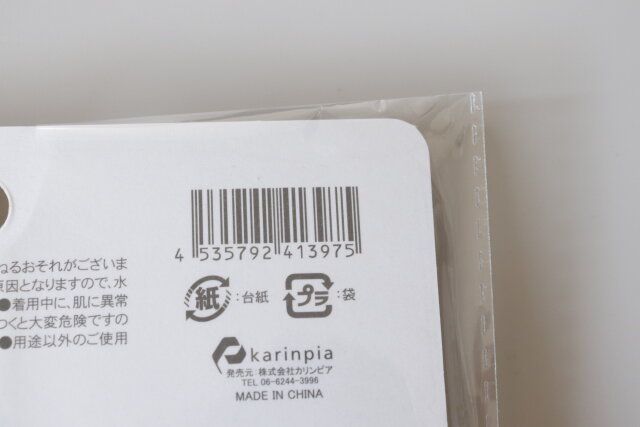 4 535792 413975
紙 :台紙
プラ :袋
ねるおそれがございま
原因となりますので、水
●着用中に、肌に異常
つくと大変危険ですの
●用途以外のご使用
karinpia
発売元:株式会社カリンピア
TEL 06-6244-3996
MADE IN CHINA